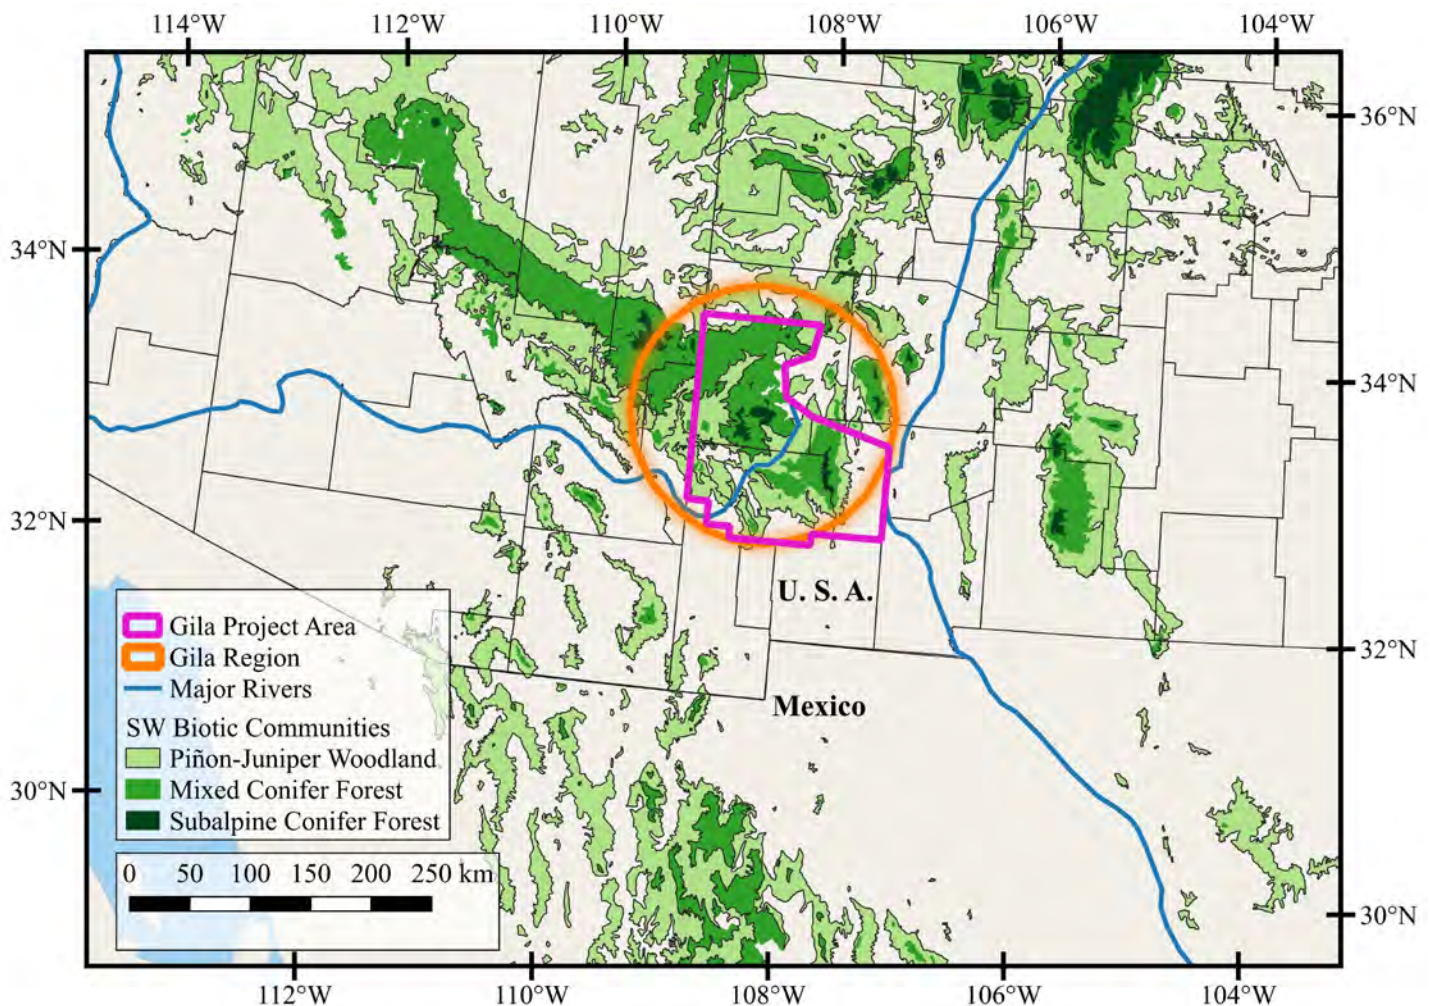 114°W 112°W 110°W 108°W 106°W 104°W
36°N
34°N
34°N
32°N
U. S. A.
32°N
Mexico
Gila Project Area
Gila Region
Major Rivers
SW Biotic Communities
Piñon-Juniper Woodland
Mixed Conifer Forest
Subalpine Conifer Forest
30°N
0 50 100 150 200 250 km
30°N
112°W 110°W 108°W 106°W 104°W